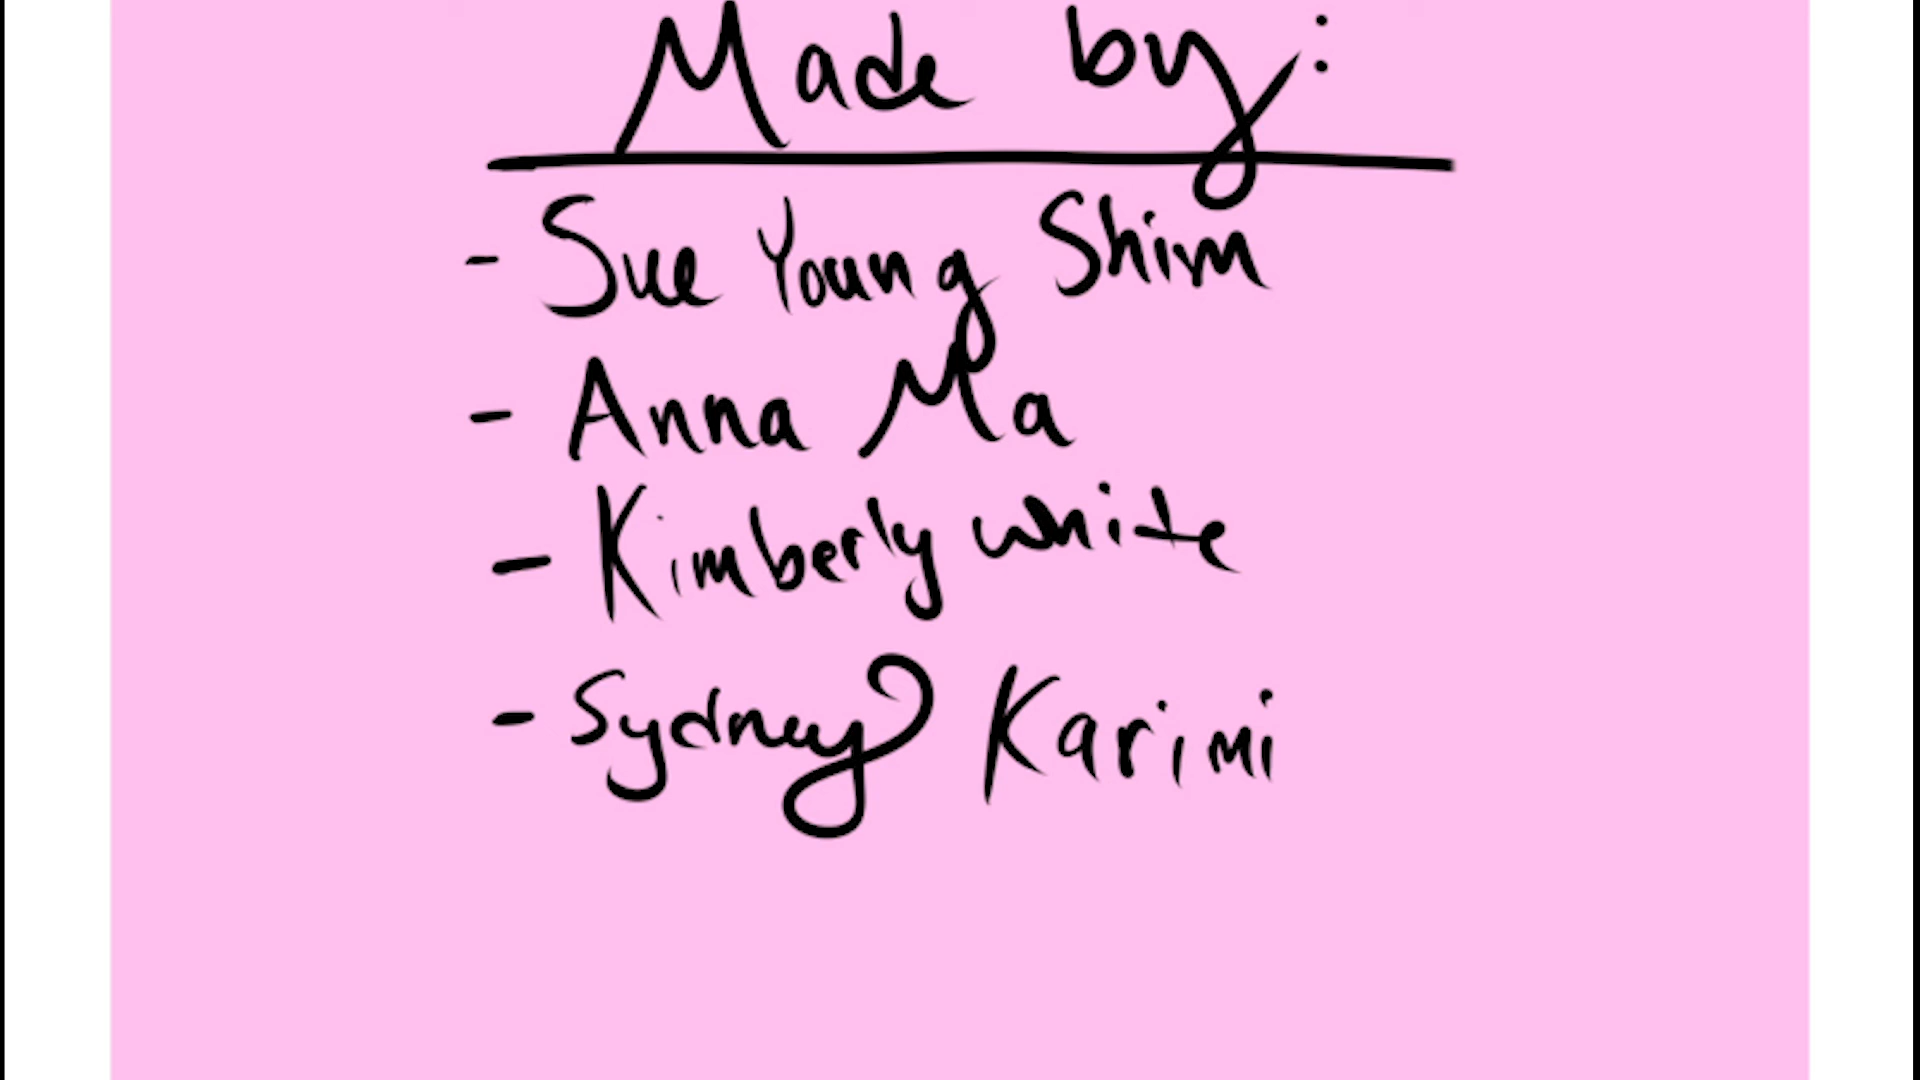 Made by:
- Sue Young Shim
- Anna Ma
- Kimberly white
- Sydney Karimi